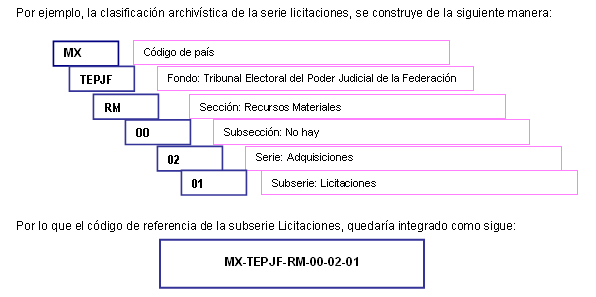 Por ejemplo, la clasificación archivística de la serie licitaciones, se construye de la siguiente manera:
MX Código de país
TEPJF Fondo: Tribunal Electoral del Poder Judicial de la Federación
RM Sección: Recursos Materiales
00 Subsección: No hay
02 Serie: Adquisiciones
01 Subserie: Licitaciones
Por lo que el código de referencia de la subserie Licitaciones, quedaría integrado como sigue:
MX-TEPJF-RM-00-02-01